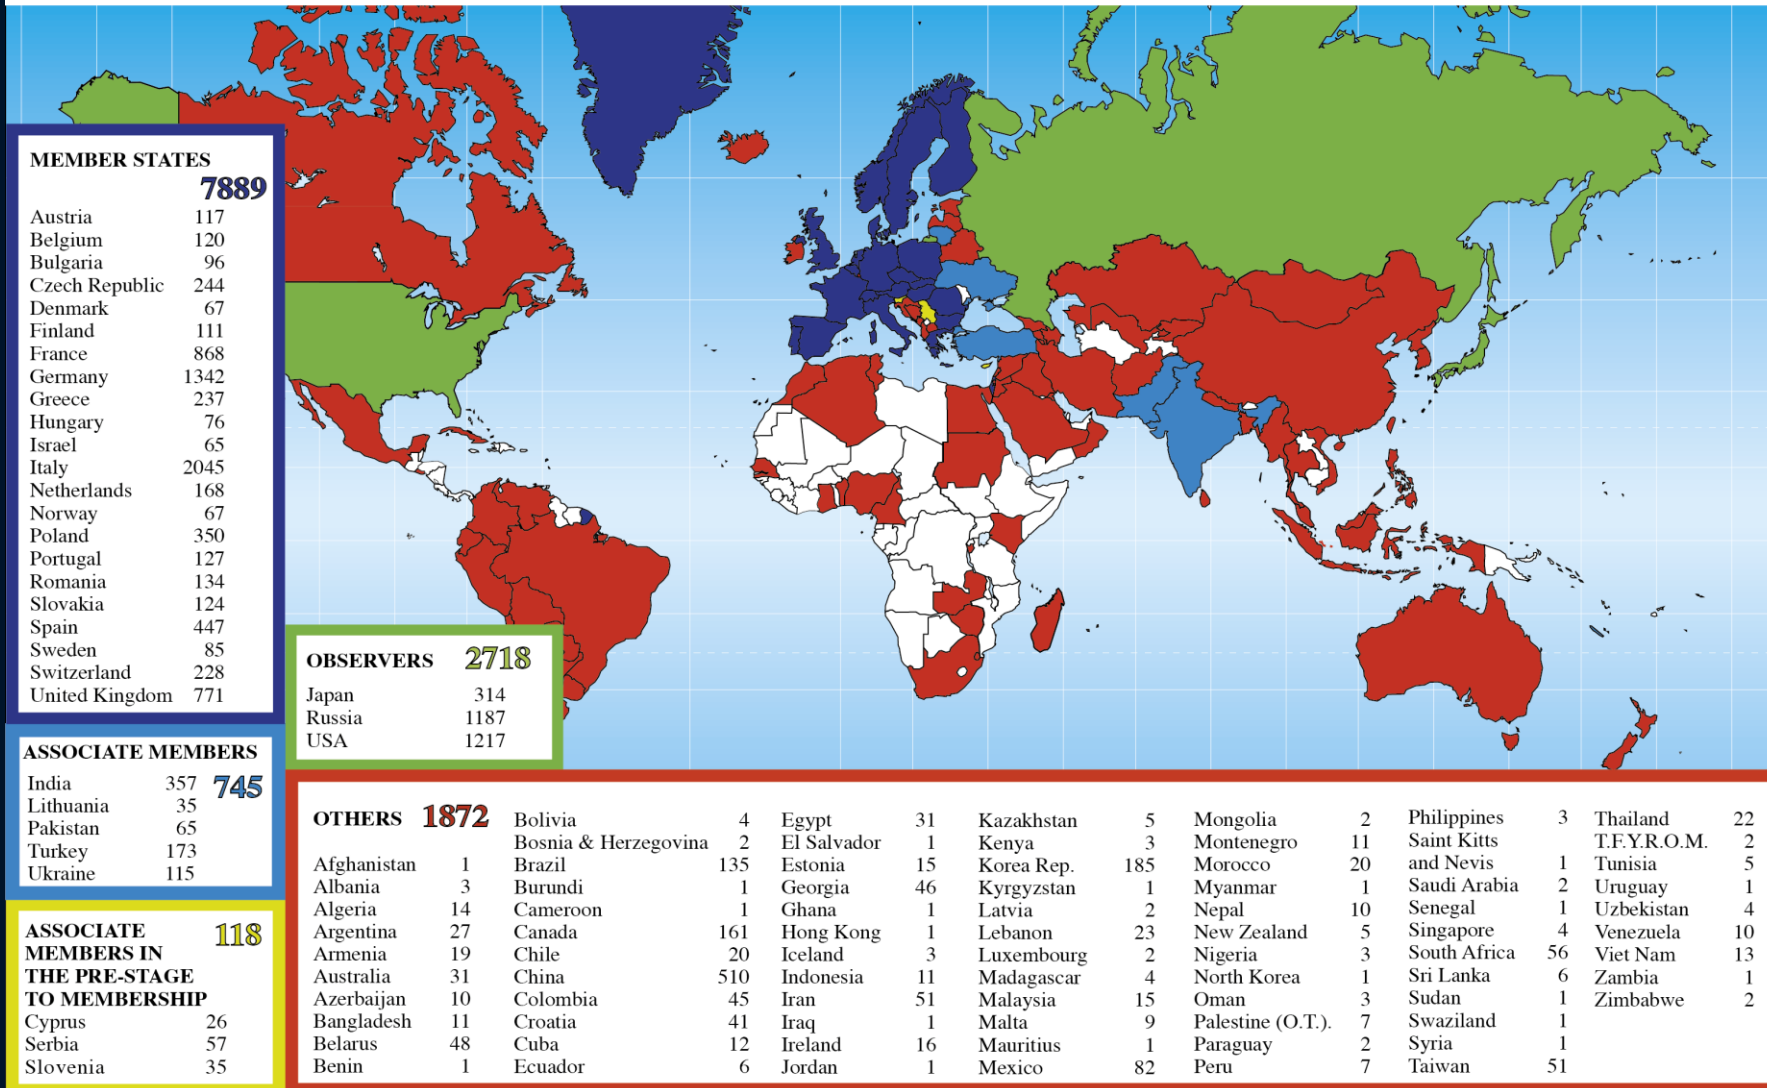 MEMBER STATES
7889
Austria 117
Belgium 120
Bulgaria 96
Czech Republic 244
Denmark 67
Finland 111
France 868
Germany 1342
Greece 237
Hungary 76
Israel 65
Italy 2045
Netherlands 168
Norway 67
Poland 350
Portugal 127
Romania 134
Slovakia 124
Spain 447
Sweden 85
Switzerland 228
United Kingdom 771
ASSOCIATE MEMBERS
745
India 357
Lithuania 35
Pakistan 65
Turkey 173
Ukraine 115
ASSOCIATE 118
MEMBERS IN
THE PRE-STAGE
TO MEMBERSHIP
Cyprus 26
Serbia 57
Slovenia 35
OBSERVERS 2718
Japan 314
Russia 1187
USA 1217
OTHERS 1872
Afghanistan 1
Albania 3
Algeria 14
Argentina 27
Armenia 19
Australia 31
Azerbaijan 10
Bangladesh 11
Belarus 48
Benin 1
Bolivia 4
Bosnia & Herzegovina 2
Brazil 135
Burundi 1
Cameroon 1
Canada 161
Chile 20
China 510
Colombia 45
Croatia 41
Cuba 12
Ecuador 6
Egypt 31
El Salvador 1
Estonia 15
Georgia 46
Ghana 1
Hong Kong 1
Iceland 3
Indonesia 11
Iran 51
Iraq 1
Ireland 16
Jordan 1
Kazakhstan 5
Kenya 3
Korea Rep. 185
Kyrgyzstan 1
Latvia 2
Lebanon 23
Luxembourg 2
Madagascar 4
Malaysia 15
Malta 9
Mauritius 1
Mexico 82
Mongolia 2
Montenegro 11
Morocco 20
Myanmar 1
Nepal 10
New Zealand 5
Nigeria 3
North Korea 1
Oman 3
Palestine (O.T.). 7
Paraguay 2
Peru 7
Philippines 3
Saint Kitts
and Nevis 1
Saudi Arabia 2
Senegal 1
Singapore 4
South Africa 56
Sri Lanka 6
Sudan 1
Swaziland 1
Syria 1
Taiwan 51
Thailand 22
T.F.Y.R.O.M. 2
Tunisia 5
Uruguay 1
Uzbekistan 4
Venezuela 10
Viet Nam 13
Zambia 1
Zimbabwe 2